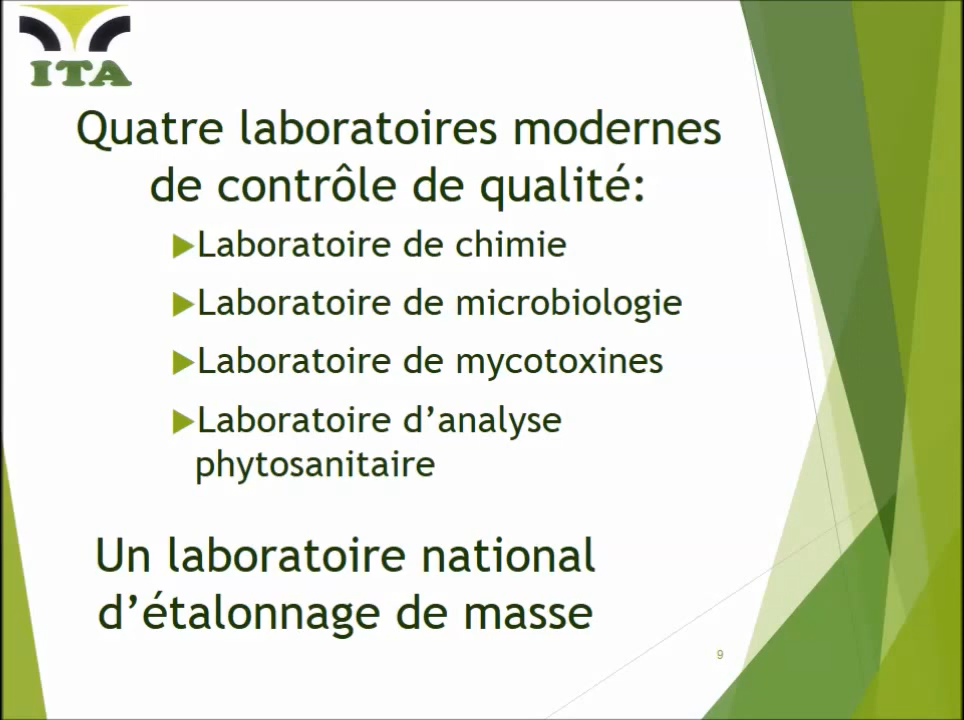 ITA
Quatre laboratoires modernes
de contrôle de qualité:
Laboratoire de chimie
Laboratoire de microbiologie
Laboratoire de mycotoxines
Laboratoire d’analyse
phytosanitaire
Un laboratoire national
d’étalonnage de masse
9